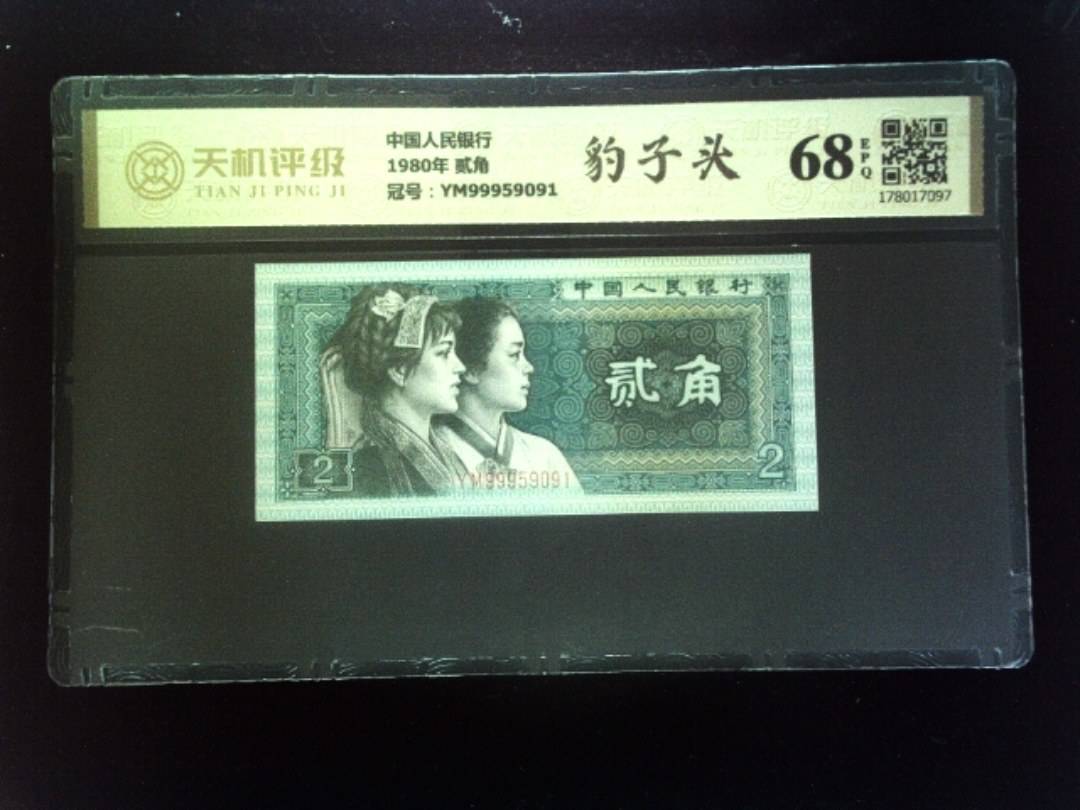 天机评级
TIAN JI PING JI
中国人民银行
1980年 贰角
冠号：YM99959091
豹子头
68
EPQ
178017097
中国人民银行
贰角
2
2
YM99959091